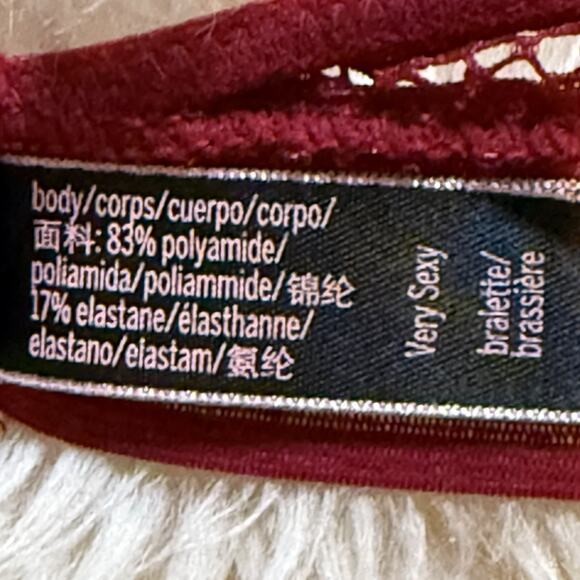 body/corps/cuerpo/corpo/
面料: 83% polyamide/
poliamida/poliammide/锦纶
17% elastane/élasthanne/
elastano/elastam/氨纶
Very Sexy
bralette/
brassière